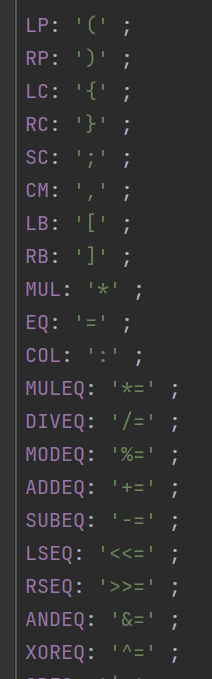 LP: '(' ;
RP: ')' ;
LC: '{' ;
RC: '}' ;
SC: ';' ;
CM: ',' ;
LB: '[' ;
RB: ']' ;
MUL: '*' ;
EQ: '=' ;
COL: ':' ;
MULEQ: '*=' ;
DIVEQ: '/=' ;
MODEQ: '%=' ;
ADDEQ: '+=' ;
SUBEQ: '-=' ;
LSEQ: '<<=' ;
RSEQ: '>>=' ;
ANDEQ: '&=' ;
XOREQ: '^=' ;